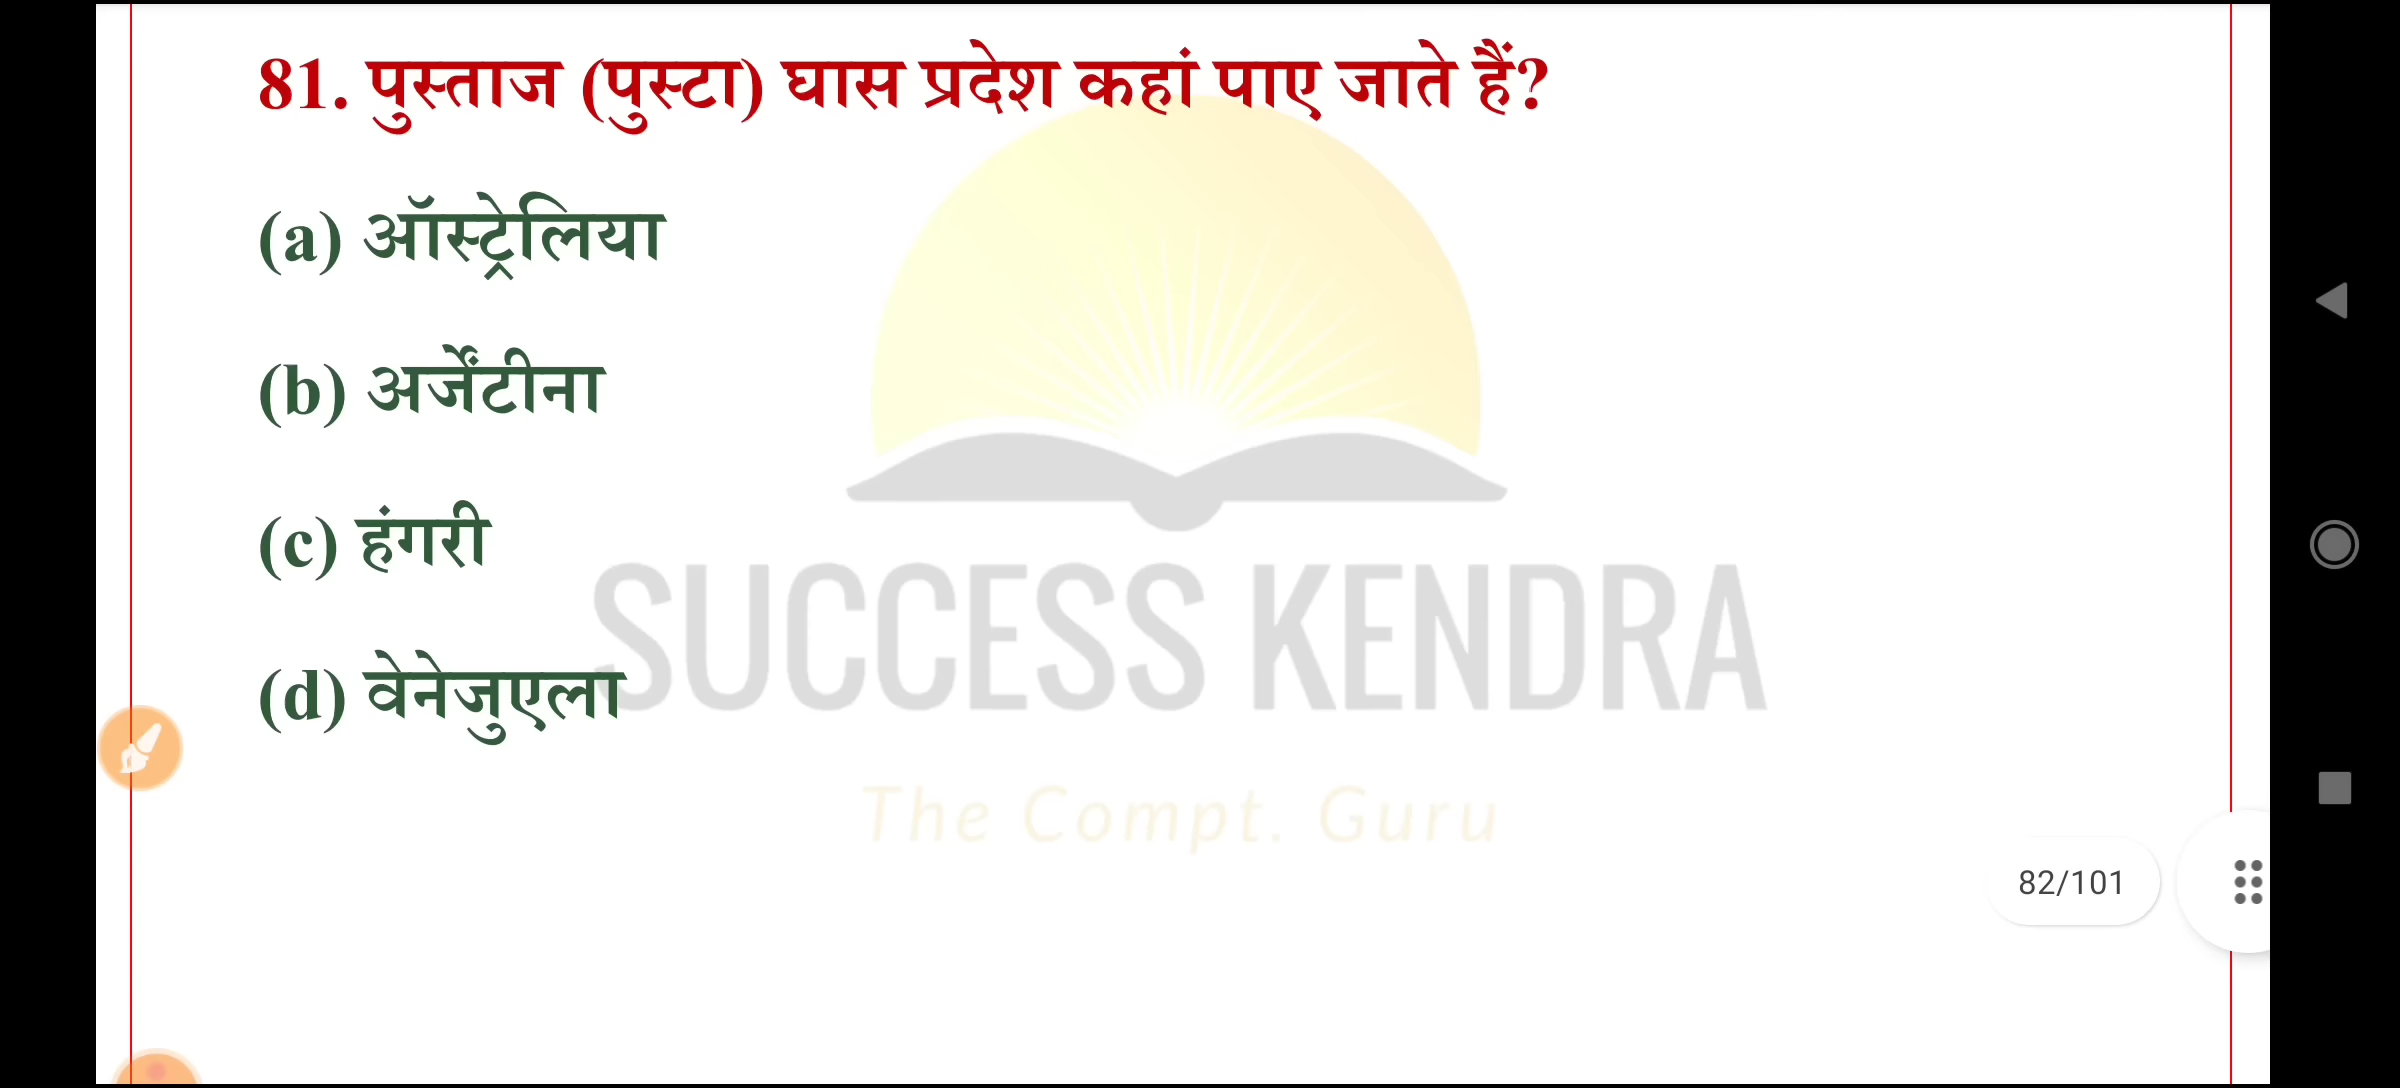 81. पुस्ताज (पुस्टा) घास प्रदेश कहां पाए जाते हैं?
(a) ऑस्ट्रेलिया
(b) अर्जेंटीना
(c) हंगरी
(d) वेनेजुएला
SUCCESS KENDRA
The Compt. Guru
82/101